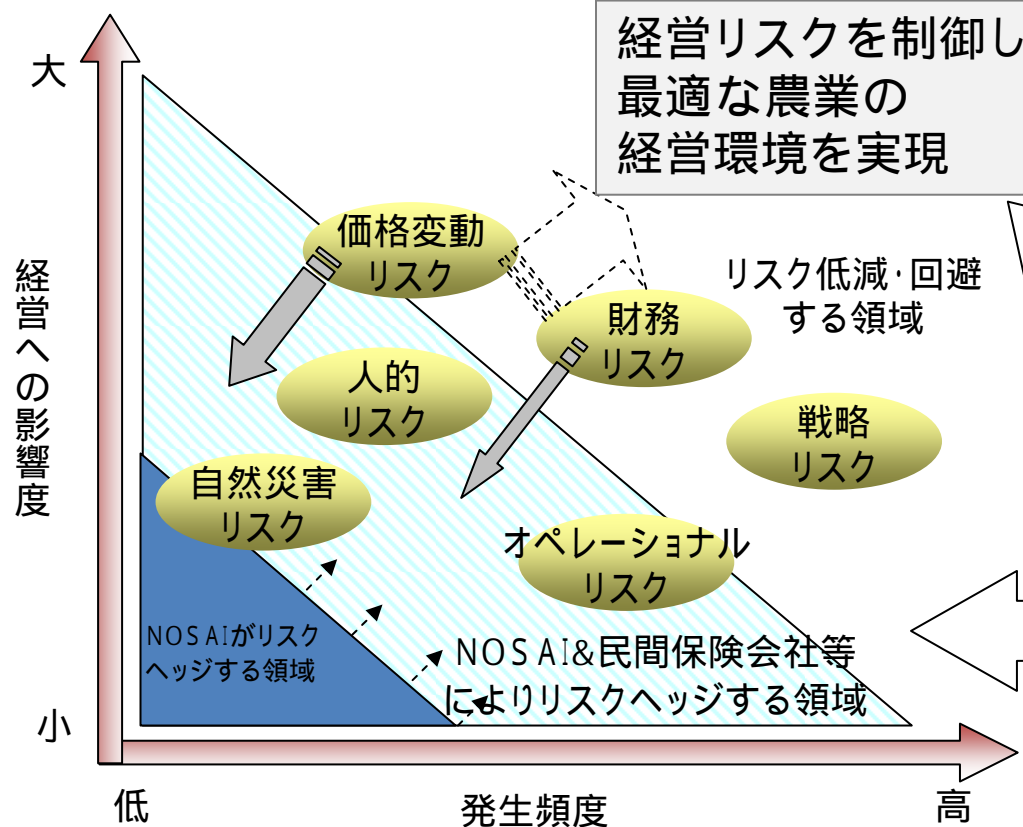 経営リスクを制御し
最適な農業の
経営環境を実現
大
価格変動
リスク
リスク低減・回避
する領域
財務
リスク
経営への影響度
人的
リスク
戦略
リスク
自然災害
リスク
オペレーショナル
リスク
NOSAIがリスク
ヘッジする領域
NOSAI&民間保険会社等
によりリスクヘッジする領域
小
低
発生頻度
高